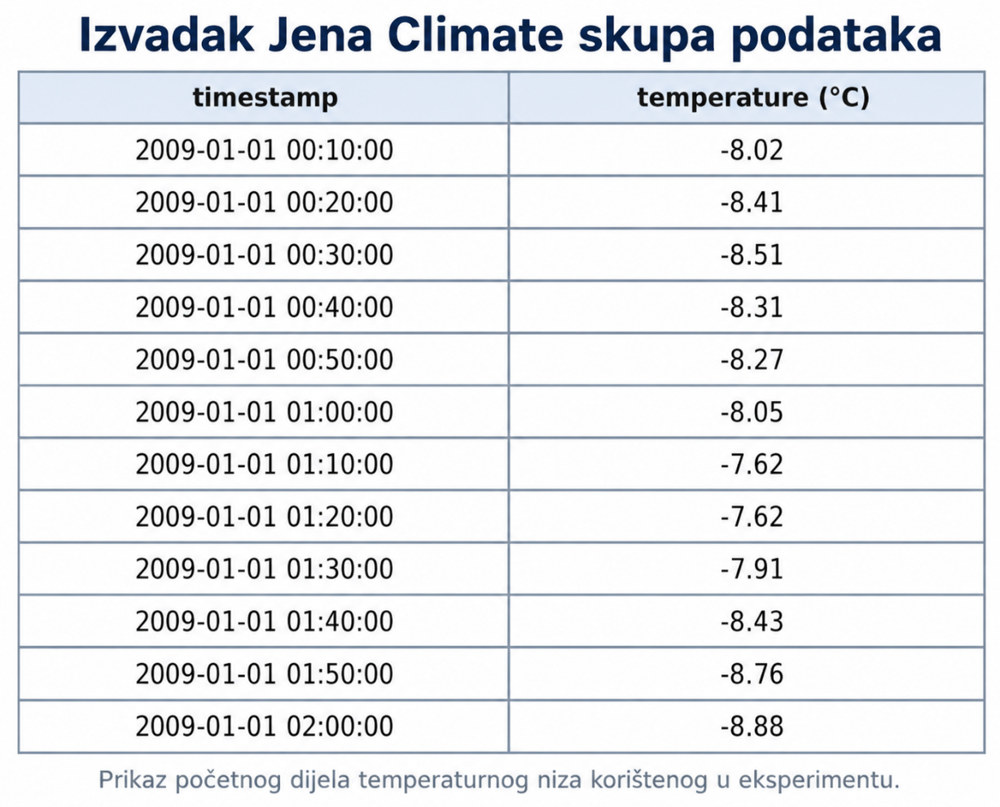 Izvadak Jena Climate skupa podataka
timestamp temperature (°C)
2009-01-01 00:10:00 -8.02
2009-01-01 00:20:00 -8.41
2009-01-01 00:30:00 -8.51
2009-01-01 00:40:00 -8.31
2009-01-01 00:50:00 -8.27
2009-01-01 01:00:00 -8.05
2009-01-01 01:10:00 -7.62
2009-01-01 01:20:00 -7.62
2009-01-01 01:30:00 -7.91
2009-01-01 01:40:00 -8.43
2009-01-01 01:50:00 -8.76
2009-01-01 02:00:00 -8.88
Prikaz početnog dijela temperaturnog niza korištenog u eksperimentu.